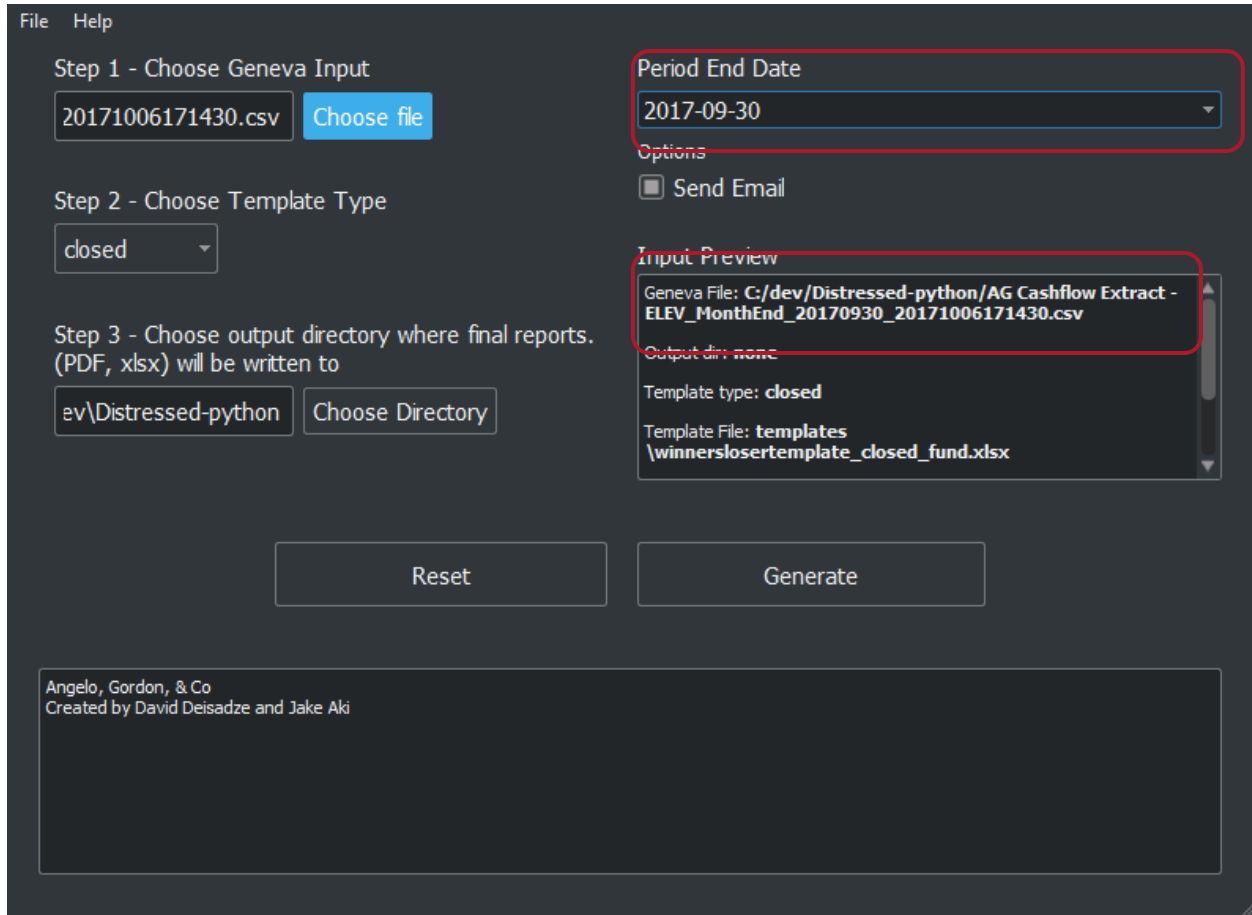 File Help
Step 1 - Choose Geneva Input
20171006171430.csv Choose file
Step 2 - Choose Template Type
closed
Step 3 - Choose output directory where final reports.
(PDF, xlsx) will be written to
ev\Distressed-python Choose Directory
Period End Date
2017-09-30
Options
Send Email
Input Preview
Geneva File: C:/dev/Distressed-python/AG Cashflow Extract -
ELEV_MonthEnd_20170930_20171006171430.csv
Output dir: none
Template type: closed
Template File: templates
\winnerslosertemplate_closed_fund.xlsx
Reset Generate
Angelo, Gordon, & Co
Created by David Deisadze and Jake Aki